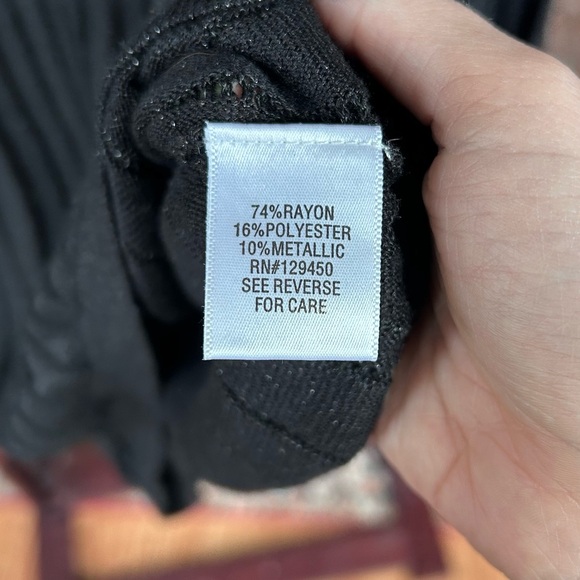 74%RAYON
16%POLYESTER
10%METALLIC
RN#129450
SEE REVERSE
FOR CARE